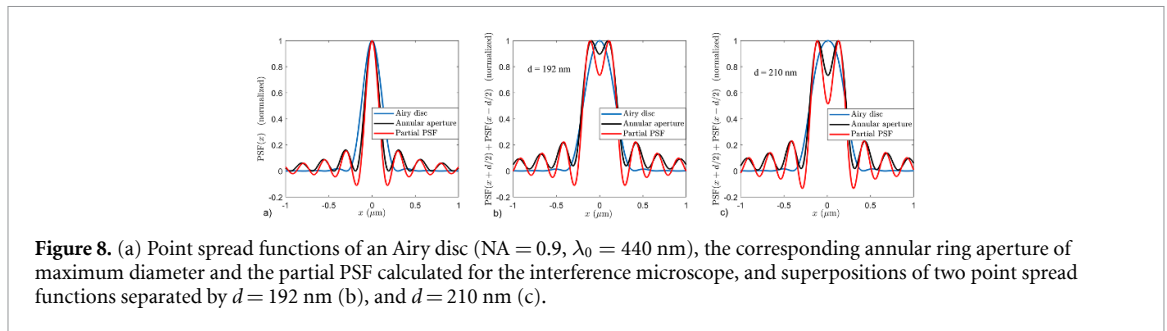 1
0.8
0.6
0.4
0.2
0
-0.2
PSF(x) (normalized)
Airy disc
Annular aperture
Partial PSF
-1 -0.5 0 0.5 1
a) x (μm)
1
0.8
0.6
0.4
0.2
0
-0.2
PSF(x + d/2) + PSF(x − d/2) (normalized)
d = 192 nm
Airy disc
Annular aperture
Partial PSF
-1 -0.5 0 0.5 1
b) x (μm)
1
0.8
0.6
0.4
0.2
0
-0.2
PSF(x + d/2) + PSF(x − d/2) (normalized)
d = 210 nm
Airy disc
Annular aperture
Partial PSF
-1 -0.5 0 0.5 1
c) x (μm)
Figure 8. (a) Point spread functions of an Airy disc (NA = 0.9, λ₀ = 440 nm), the corresponding annular ring aperture of
maximum diameter and the partial PSF calculated for the interference microscope, and superpositions of two point spread
functions separated by d = 192 nm (b), and d = 210 nm (c).